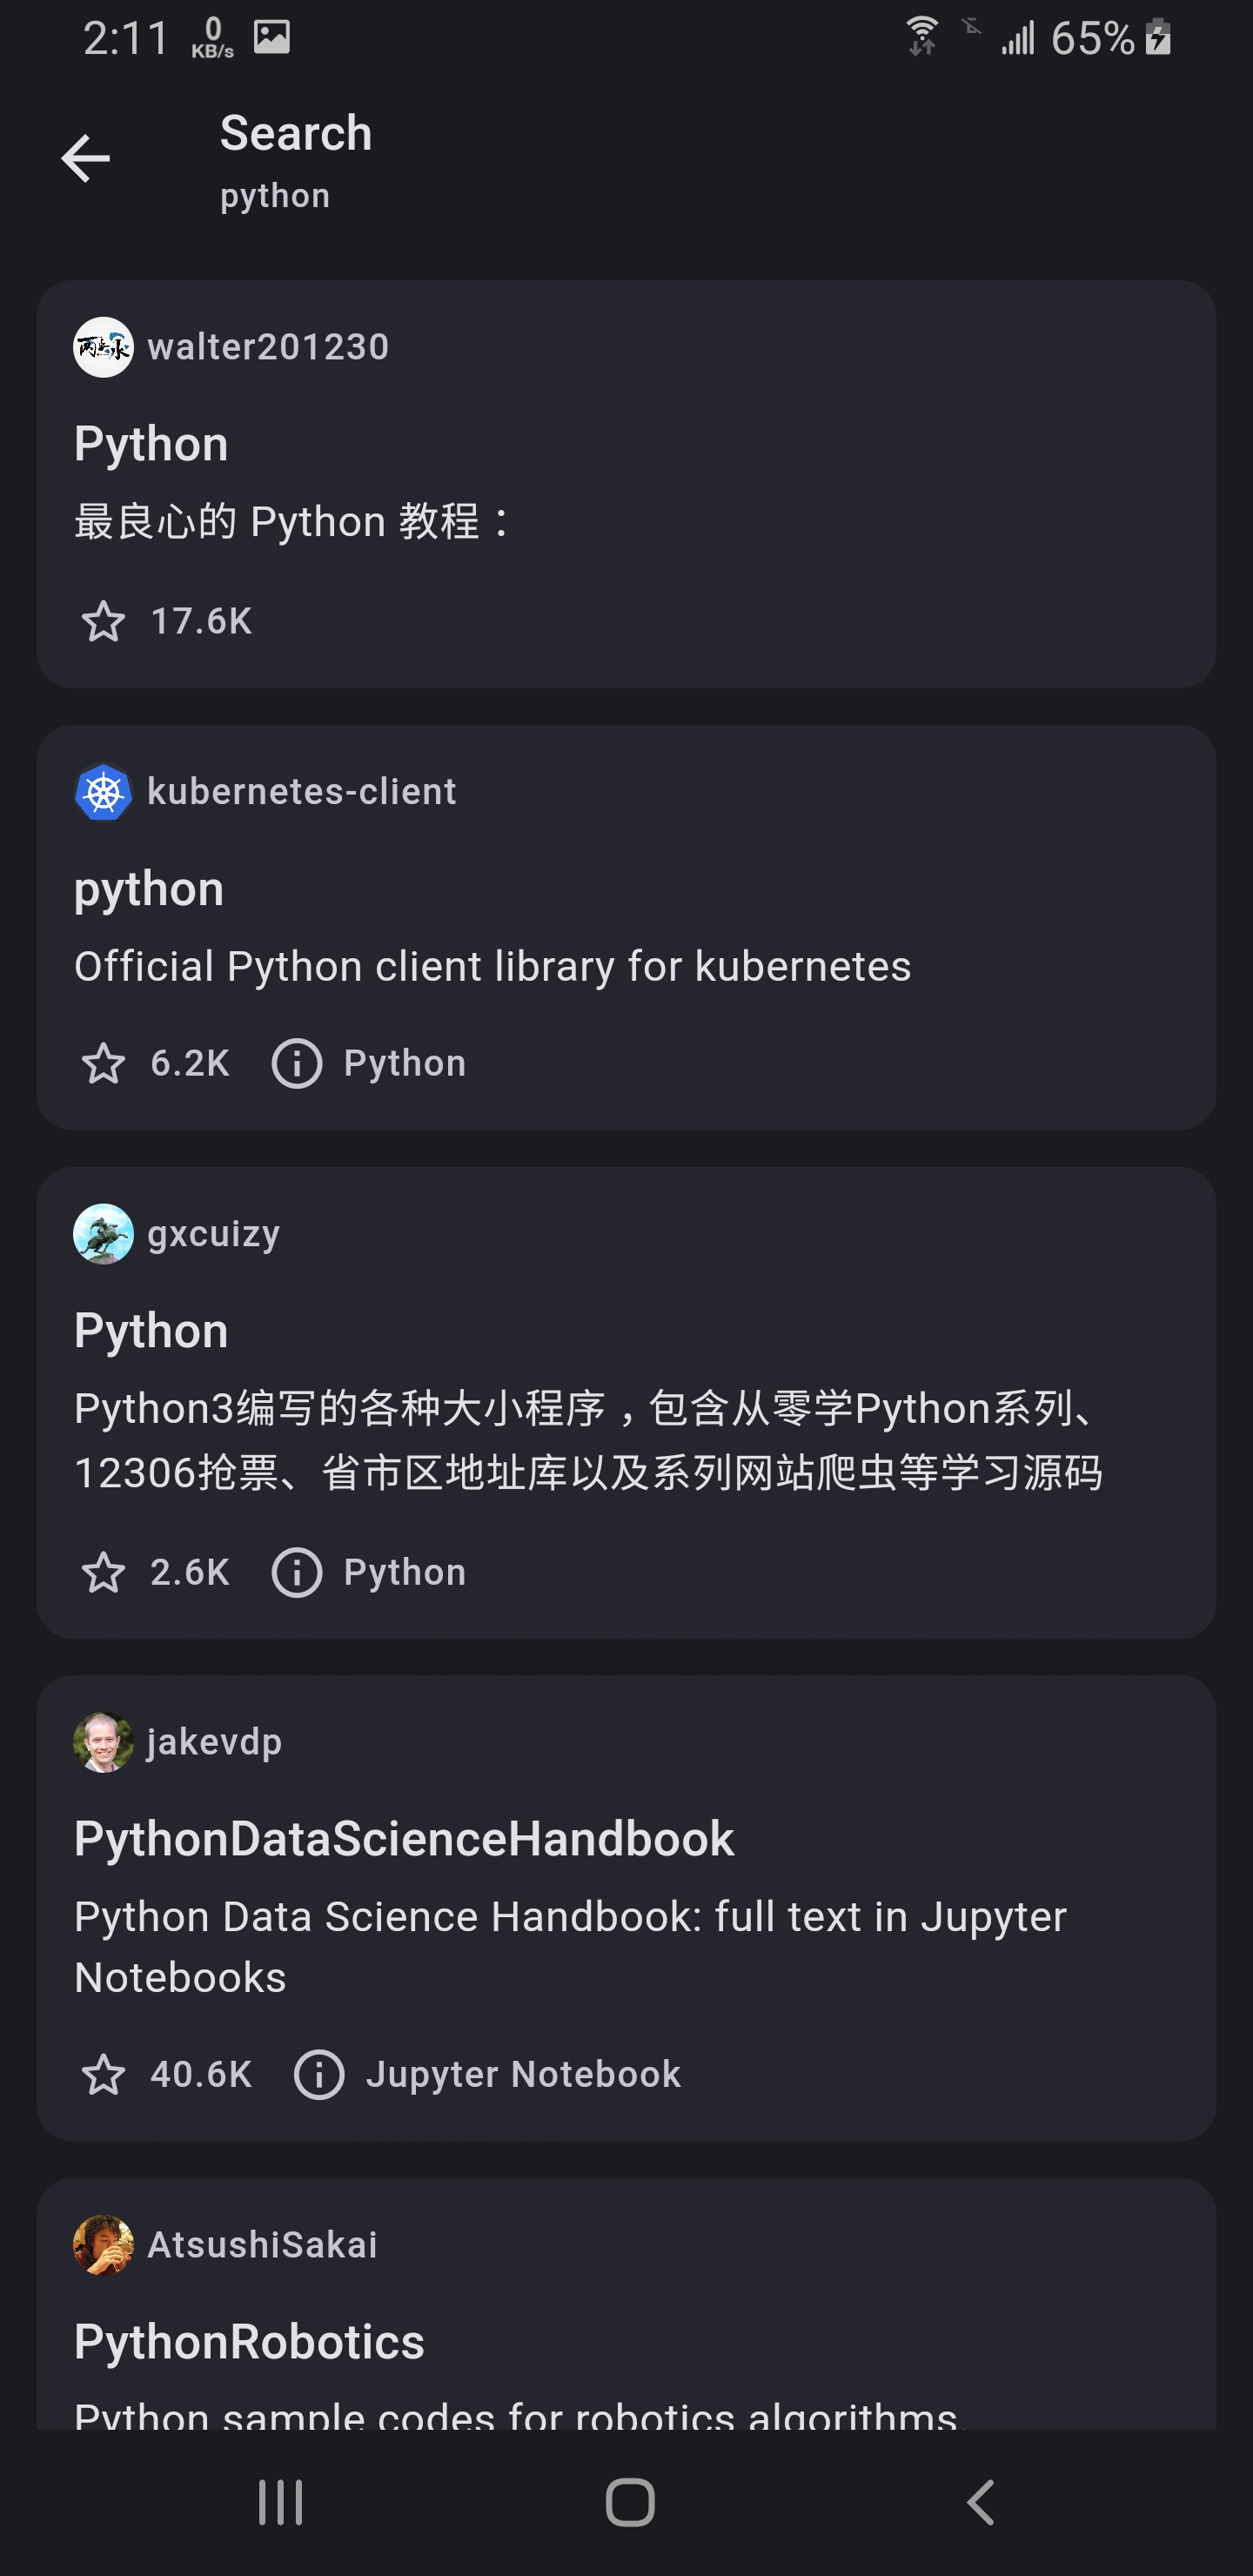 2:11 0 KB/s 65%
Search
python
walter201230
Python
最良心的 Python 教程：
17.6K
kubernetes-client
python
Official Python client library for kubernetes
6.2K Python
gxcuizy
Python
Python3编写的各种大小程序，包含从零学Python系列、
12306抢票、省市区地址库以及系列网站爬虫等学习源码
2.6K Python
jakevdp
PythonDataScienceHandbook
Python Data Science Handbook: full text in Jupyter
Notebooks
40.6K Jupyter Notebook
AtsushiSakai
PythonRobotics
Python sample codes for robotics algorithms.